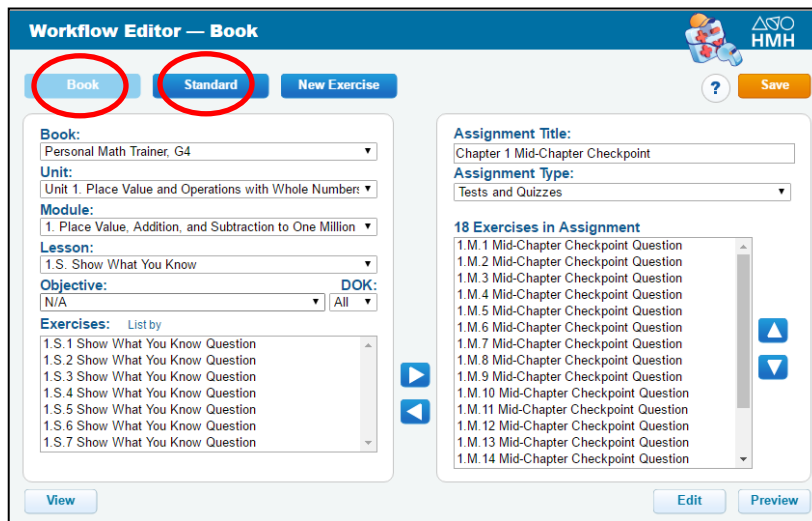 Workflow Editor — Book
HMH
Book
Standard
New Exercise
?
Save
Book:
Personal Math Trainer, G4
Unit:
Unit 1. Place Value and Operations with Whole Numbers
Module:
1. Place Value, Addition, and Subtraction to One Million
Lesson:
1.S. Show What You Know
Objective:
DOK:
N/A
All
Exercises: List by
1.S.1 Show What You Know Question
1.S.2 Show What You Know Question
1.S.3 Show What You Know Question
1.S.4 Show What You Know Question
1.S.5 Show What You Know Question
1.S.6 Show What You Know Question
1.S.7 Show What You Know Question
View
Assignment Title:
Chapter 1 Mid-Chapter Checkpoint
Assignment Type:
Tests and Quizzes
18 Exercises in Assignment
1.M.1 Mid-Chapter Checkpoint Question
1.M.2 Mid-Chapter Checkpoint Question
1.M.3 Mid-Chapter Checkpoint Question
1.M.4 Mid-Chapter Checkpoint Question
1.M.5 Mid-Chapter Checkpoint Question
1.M.6 Mid-Chapter Checkpoint Question
1.M.7 Mid-Chapter Checkpoint Question
1.M.8 Mid-Chapter Checkpoint Question
1.M.9 Mid-Chapter Checkpoint Question
1.M.10 Mid-Chapter Checkpoint Question
1.M.11 Mid-Chapter Checkpoint Question
1.M.12 Mid-Chapter Checkpoint Question
1.M.13 Mid-Chapter Checkpoint Question
1.M.14 Mid-Chapter Checkpoint Question
Edit
Preview